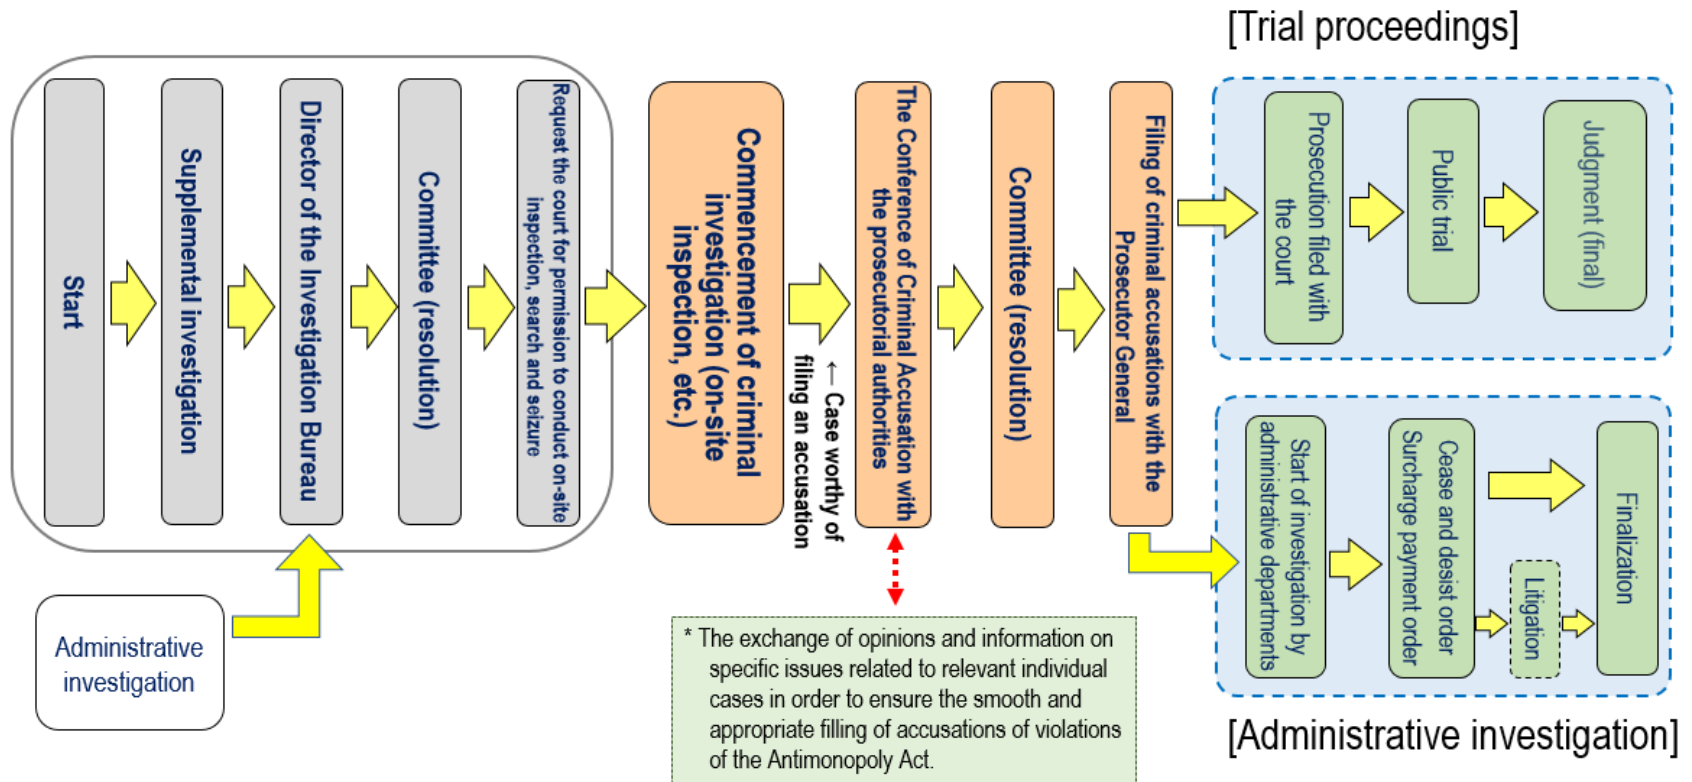 [Trial proceedings]
Start
Supplemental investigation
Director of the Investigation Bureau
Committee (resolution)
Request the court for permission to conduct on-site
inspection, search and seizure
Commencement of criminal
investigation (on-site
inspection, etc.)
← Case worthy of
filing an accusation
The Conference of Criminal Accusation with
the prosecutorial authorities
Committee (resolution)
Filing of criminal accusations with the
Prosecutor General
Prosecution filed with
the court
Public trial
Judgment (final)
Start of investigation by
administrative departments
Cease and desist order
Surcharge payment order
Litigation
Finalization
Administrative
investigation
* The exchange of opinions and information on
specific issues related to relevant individual
cases in order to ensure the smooth and
appropriate filling of accusations of violations
of the Antimonopoly Act.
[Administrative investigation]